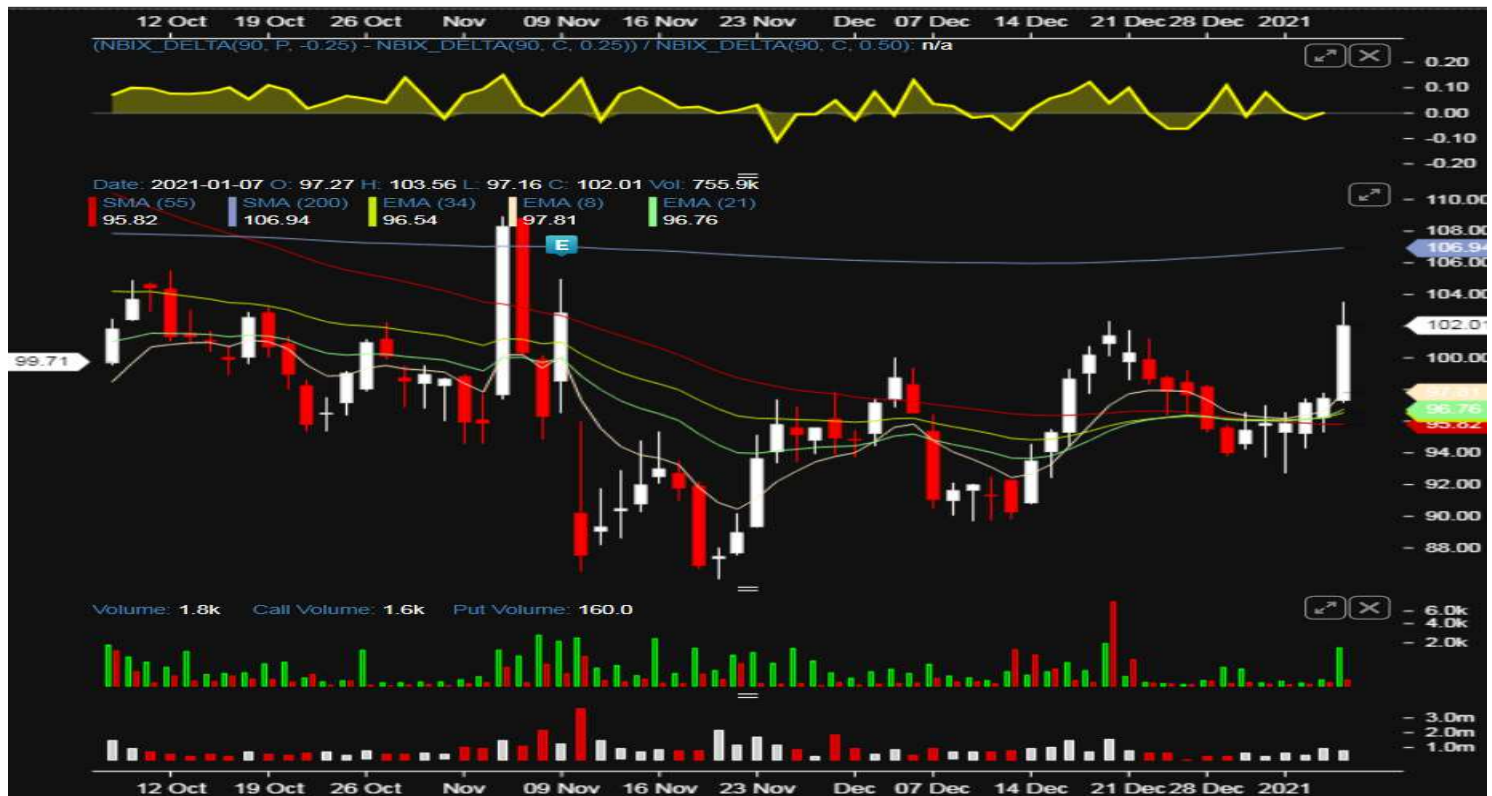 12 Oct 19 Oct 26 Oct Nov 09 Nov 16 Nov 23 Nov Dec 07 Dec 14 Dec 21 Dec 28 Dec 2021
(NBIX_DELTA(90, P, -0.25) - NBIX_DELTA(90, C, 0.25)) / NBIX_DELTA(90, C, 0.50): n/a
0.20
0.10
0.00
-0.10
-0.20
Date: 2021-01-07 O: 97.27 H: 103.56 L: 97.16 C: 102.01 Vol: 755.9k
SMA (55) SMA (200) EMA (34) EMA (8) EMA (21)
95.82 106.94 96.54 97.81 96.76
110.00
108.00
E
106.94
106.00
104.00
102.01
99.71
100.00
97.81
96.76
95.82
94.00
92.00
90.00
88.00
Volume: 1.8k Call Volume: 1.6k Put Volume: 160.0
6.0k
4.0k
2.0k
3.0m
2.0m
1.0m
12 Oct 19 Oct 26 Oct Nov 09 Nov 16 Nov 23 Nov Dec 07 Dec 14 Dec 21 Dec 28 Dec 2021